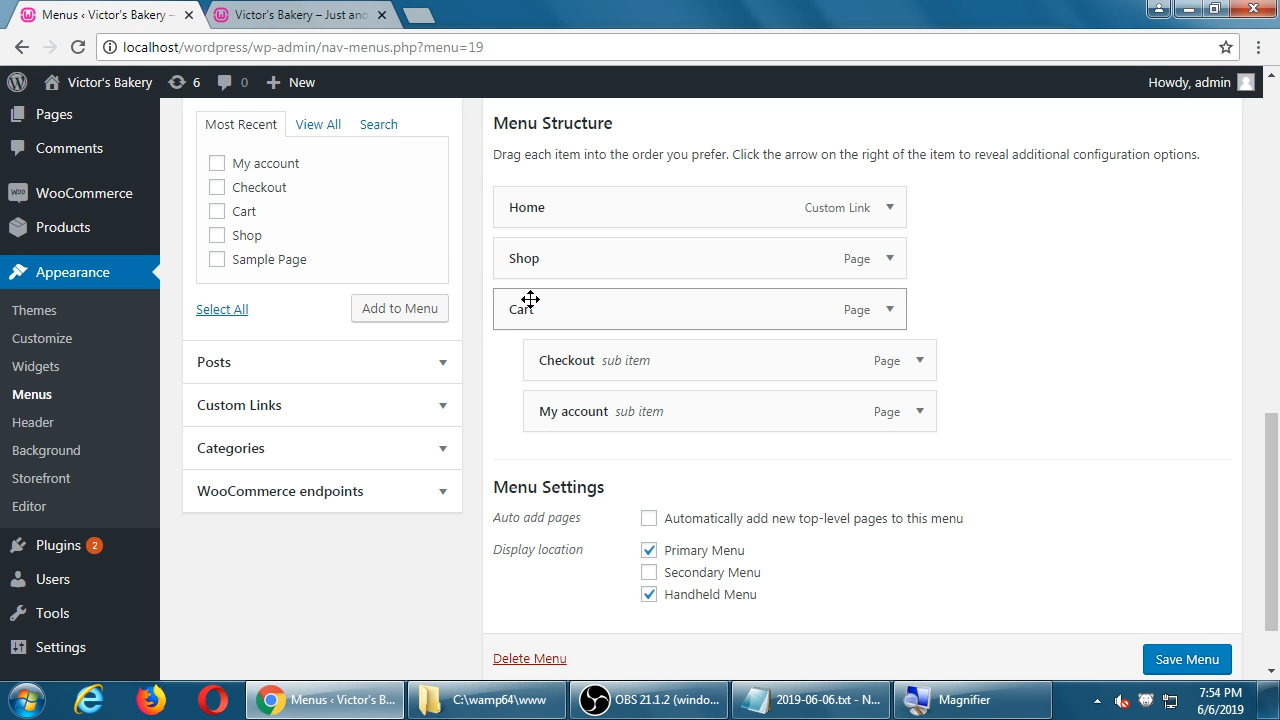 Menus ‹ Victor's Bakery –
Victor's Bakery – Just and
localhost/wordpress/wp-admin/nav-menus.php?menu=19
Victor's Bakery
6
0
New
Howdy, admin
Pages
Comments
WooCommerce
Products
Appearance
Themes
Customize
Widgets
Menus
Header
Background
Storefront
Editor
Plugins 2
Users
Tools
Settings
Most Recent
View All
Search
My account
Checkout
Cart
Shop
Sample Page
Select All
Add to Menu
Posts
Custom Links
Categories
WooCommerce endpoints
Menu Structure
Drag each item into the order you prefer. Click the arrow on the right of the item to reveal additional configuration options.
Home Custom Link
Shop Page
Cart Page
Checkout sub item Page
My account sub item Page
Menu Settings
Auto add pages
Automatically add new top-level pages to this menu
Display location
Primary Menu
Secondary Menu
Handheld Menu
Delete Menu
Save Menu
Menus ‹ Victor's B...
C:\wamp64\www
OBS 21.1.2 (windo...
2019-06-06.txt - N...
Magnifier
7:54 PM
6/6/2019